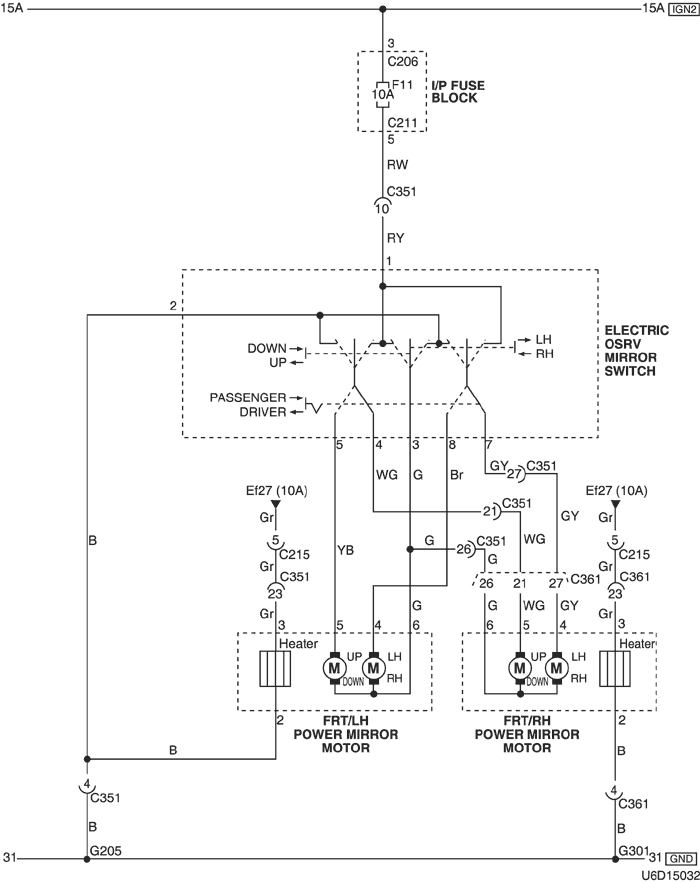 15A
15A IGN2
3
C206
F11
10A
I/P FUSE
BLOCK
C211
5
RW
C351
10
RY
1
2
DOWN
UP
LH
RH
ELECTRIC
OSRV
MIRROR
SWITCH
PASSENGER
DRIVER
5 4 3 8 7
WG G Br
GY 27 C351
Ef27 (10A)
Ef27 (10A)
Gr
Gr
21 C351
GY
B
YB
WG
5
C215
G
26 C351
G
5
C215
Gr
C351
23
Gr
26 21 27 C361
Gr
C361
23
Gr
G
G WG GY
3 5 4 6
6 5 4 3
Heater
UP
DOWN
LH
RH
M M
Heater
UP
DOWN
LH
RH
M M
2
2
FRT/LH
POWER MIRROR
MOTOR
FRT/RH
POWER MIRROR
MOTOR
B
B
4
C351
4
C361
B
B
31
G205
G301
31 GND
U6D15032